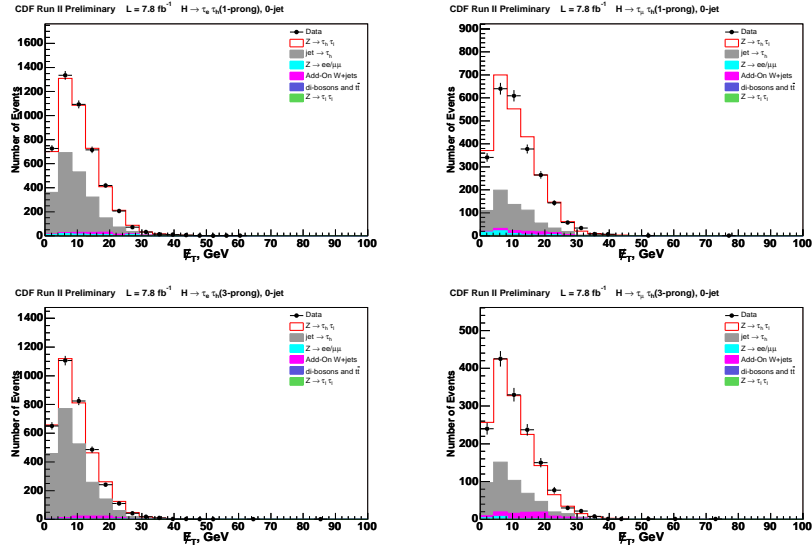 CDF Run II Preliminary L = 7.8 fb⁻¹ H → τₑ τₕ(1-prong), 0-jet
Number of Events
1600
1400
1200
1000
800
600
400
200
0
Data
Z → τₕ τₗ
jet → τₕ
Z → ee/μμ
Add-On W+jets
di-bosons and tt̄
Z → τₗ τₗ
0 10 20 30 40 50 60 70 80 90 100
E̸_T, GeV
CDF Run II Preliminary L = 7.8 fb⁻¹ H → τ_μ τₕ(1-prong), 0-jet
Number of Events
900
800
700
600
500
400
300
200
100
0
Data
Z → τₕ τₗ
jet → τₕ
Z → ee/μμ
Add-On W+jets
di-bosons and tt̄
Z → τₗ τₗ
0 10 20 30 40 50 60 70 80 90 100
E̸_T, GeV
CDF Run II Preliminary L = 7.8 fb⁻¹ H → τₑ τₕ(3-prong), 0-jet
Number of Events
1400
1200
1000
800
600
400
200
0
Data
Z → τₕ τₗ
jet → τₕ
Z → ee/μμ
Add-On W+jets
di-bosons and tt̄
Z → τₗ τₗ
0 10 20 30 40 50 60 70 80 90 100
E̸_T, GeV
CDF Run II Preliminary L = 7.8 fb⁻¹ H → τ_μ τₕ(3-prong), 0-jet
Number of Events
500
400
300
200
100
0
Data
Z → τₕ τₗ
jet → τₕ
Z → ee/μμ
Add-On W+jets
di-bosons and tt̄
Z → τₗ τₗ
0 10 20 30 40 50 60 70 80 90 100
E̸_T, GeV